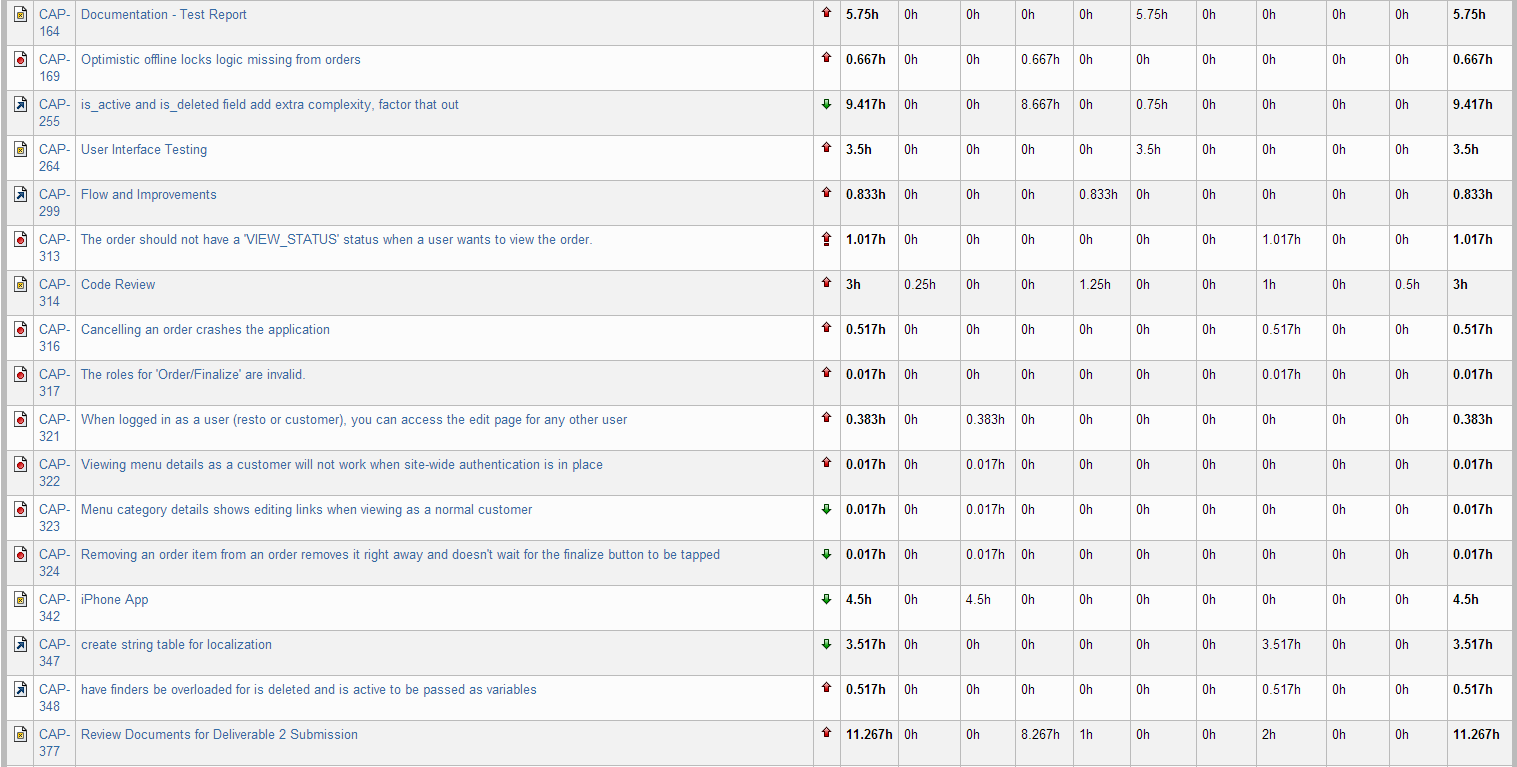 CAP-164 Documentation - Test Report 5.75h 0h 0h 0h 0h 5.75h 0h 0h 0h 0h 5.75h
CAP-169 Optimistic offline locks logic missing from orders 0.667h 0h 0h 0.667h 0h 0h 0h 0h 0h 0h 0.667h
CAP-255 is_active and is_deleted field add extra complexity, factor that out 9.417h 0h 0h 8.667h 0h 0.75h 0h 0h 0h 0h 9.417h
CAP-264 User Interface Testing 3.5h 0h 0h 0h 0h 3.5h 0h 0h 0h 0h 3.5h
CAP-299 Flow and Improvements 0.833h 0h 0h 0h 0.833h 0h 0h 0h 0h 0h 0.833h
CAP-313 The order should not have a 'VIEW_STATUS' status when a user wants to view the order. 1.017h 0h 0h 0h 0h 0h 0h 1.017h 0h 0h 1.017h
CAP-314 Code Review 3h 0.25h 0h 0h 1.25h 0h 0h 1h 0h 0.5h 3h
CAP-316 Cancelling an order crashes the application 0.517h 0h 0h 0h 0h 0h 0h 0.517h 0h 0h 0.517h
CAP-317 The roles for 'Order/Finalize' are invalid. 0.017h 0h 0h 0h 0h 0h 0h 0.017h 0h 0h 0.017h
CAP-321 When logged in as a user (resto or customer), you can access the edit page for any other user 0.383h 0h 0.383h 0h 0h 0h 0h 0h 0h 0h 0.383h
CAP-322 Viewing menu details as a customer will not work when site-wide authentication is in place 0.017h 0h 0.017h 0h 0h 0h 0h 0h 0h 0h 0.017h
CAP-323 Menu category details shows editing links when viewing as a normal customer 0.017h 0h 0.017h 0h 0h 0h 0h 0h 0h 0h 0.017h
CAP-324 Removing an order item from an order removes it right away and doesn't wait for the finalize button to be tapped 0.017h 0h 0.017h 0h 0h 0h 0h 0h 0h 0h 0.017h
CAP-342 iPhone App 4.5h 0h 4.5h 0h 0h 0h 0h 0h 0h 0h 4.5h
CAP-347 create string table for localization 3.517h 0h 0h 0h 0h 0h 0h 3.517h 0h 0h 3.517h
CAP-348 have finders be overloaded for is deleted and is active to be passed as variables 0.517h 0h 0h 0h 0h 0h 0h 0.517h 0h 0h 0.517h
CAP-377 Review Documents for Deliverable 2 Submission 11.267h 0h 0h 8.267h 1h 0h 0h 2h 0h 0h 11.267h